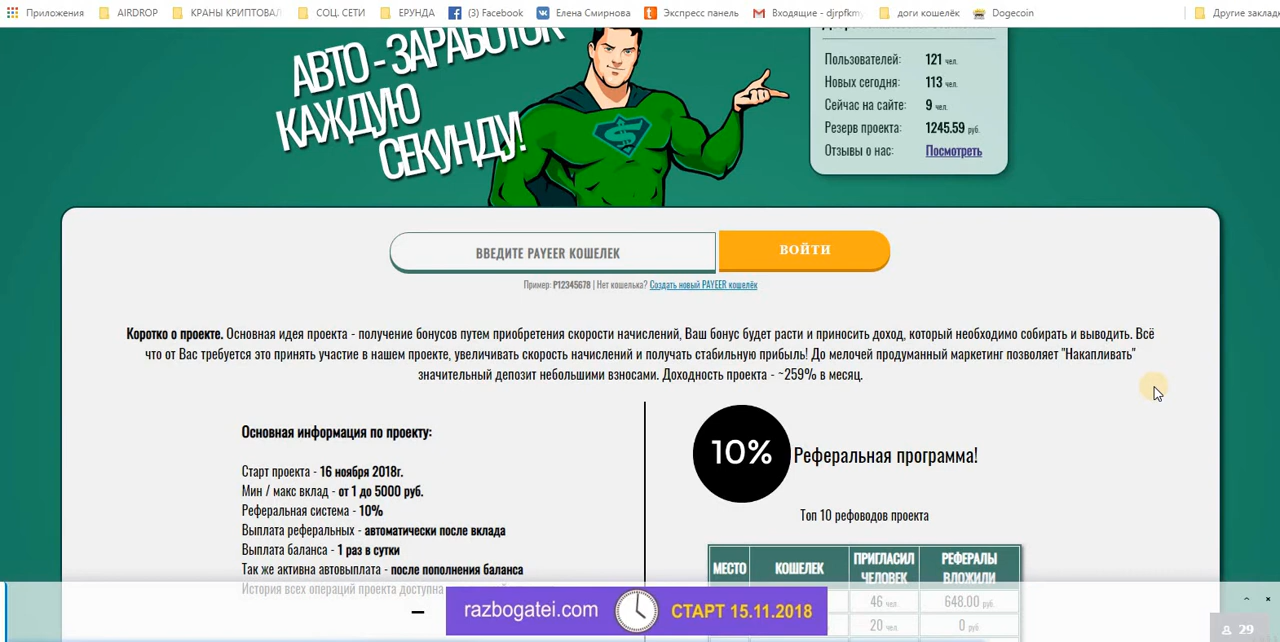 Приложения AIRDROP КРАНЫ КРИПТОВАЛ СОЦ. СЕТИ ЕРУНДА (3) Facebook Елена Смирнова Экспресс панель Входящие - djrpfkmy доги кошелёк Dogecoin Другие закладк
АВТО - ЗАРАБОТОК
КАЖДУЮ
СЕКУНДУ!
Пользователей: 121 чел.
Новых сегодня: 113 чел.
Сейчас на сайте: 9 чел.
Резерв проекта: 1245.59 руб.
Отзывы о нас: Посмотреть
ВВЕДИТЕ PAYEER КОШЕЛЕК
ВОЙТИ
Пример: P12345678 | Нет кошелька? Создать новый PAYEER кошелёк
Коротко о проекте. Основная идея проекта - получение бонусов путем приобретения скорости начислений, Ваш бонус будет расти и приносить доход, который необходимо собирать и выводить. Всё
что от Вас требуется это принять участие в нашем проекте, увеличивать скорость начислений и получать стабильную прибыль! До мелочей продуманный маркетинг позволяет "Накапливать"
значительный депозит небольшими взносами. Доходность проекта - ~259% в месяц.
Основная информация по проекту:
Старт проекта - 16 ноября 2018г.
Мин / макс вклад - от 1 до 5000 руб.
Реферальная система - 10%
Выплата реферальных - автоматически после вклада
Выплата баланса - 1 раз в сутки
Так же активна автовыплата - после пополнения баланса
История всех операций проекта доступна
10% Реферальная программа!
Топ 10 рефоводов проекта
МЕСТО КОШЕЛЕК ПРИГЛАСИЛ ЧЕЛОВЕК РЕФЕРАЛЫ ВЛОЖИЛИ
46 чел. 648.00 руб.
20 чел. 0 руб.
razbogatei.com СТАРТ 15.11.2018
29